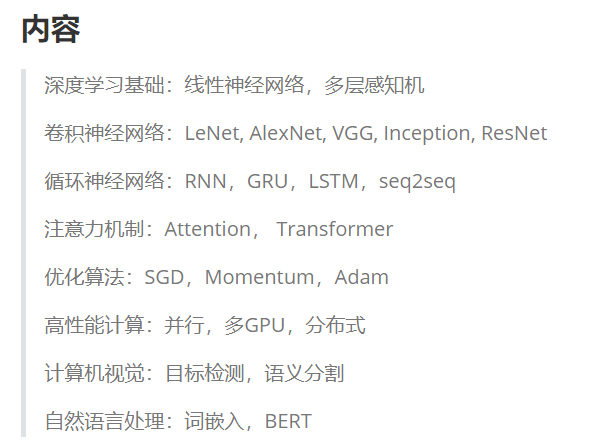 内容
深度学习基础：线性神经网络，多层感知机
卷积神经网络：LeNet, AlexNet, VGG, Inception, ResNet
循环神经网络：RNN，GRU，LSTM，seq2seq
注意力机制：Attention， Transformer
优化算法：SGD，Momentum，Adam
高性能计算：并行，多GPU，分布式
计算机视觉：目标检测，语义分割
自然语言处理：词嵌入，BERT